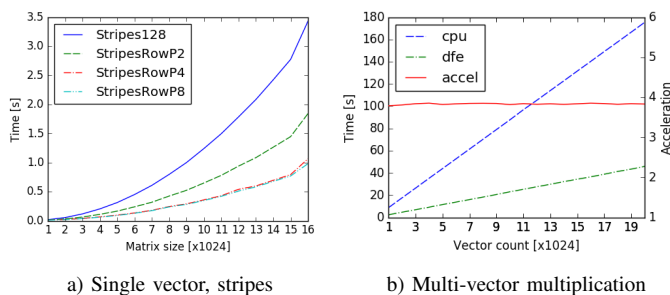 3.5
3.0
2.5
2.0
1.5
1.0
0.5
0.0
Time [s]
Stripes128
StripesRowP2
StripesRowP4
StripesRowP8
1 2 3 4 5 6 7 8 9 10 11 12 13 14 15 16
Matrix size [x1024]
a) Single vector, stripes
180
160
140
120
100
80
60
40
20
0
Time [s]
cpu
dfe
accel
6
5
4
3
2
1
Acceleration
1 3 5 7 9 11 13 15 17 19
Vector count [x1024]
b) Multi-vector multiplication